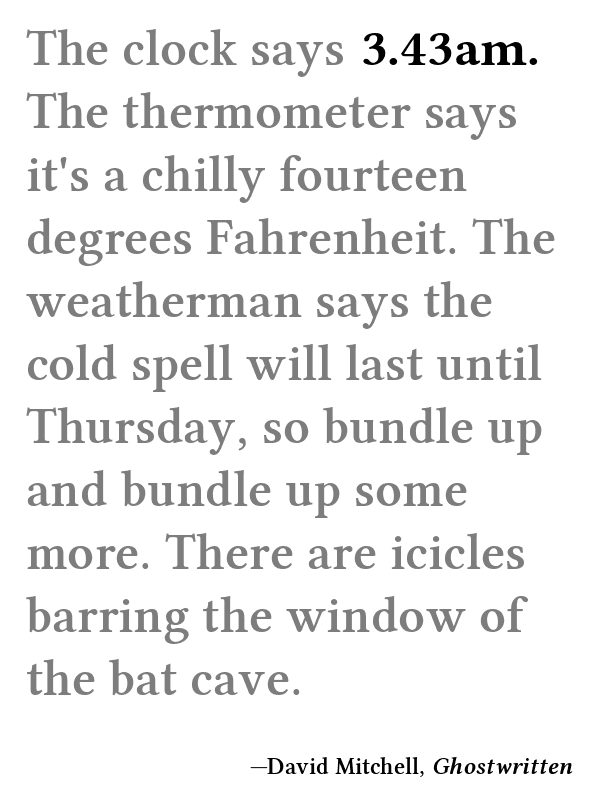 The clock says 3.43am.
The thermometer says
it's a chilly fourteen
degrees Fahrenheit. The
weatherman says the
cold spell will last until
Thursday, so bundle up
and bundle up some
more. There are icicles
barring the window of
the bat cave.
—David Mitchell, Ghostwritten